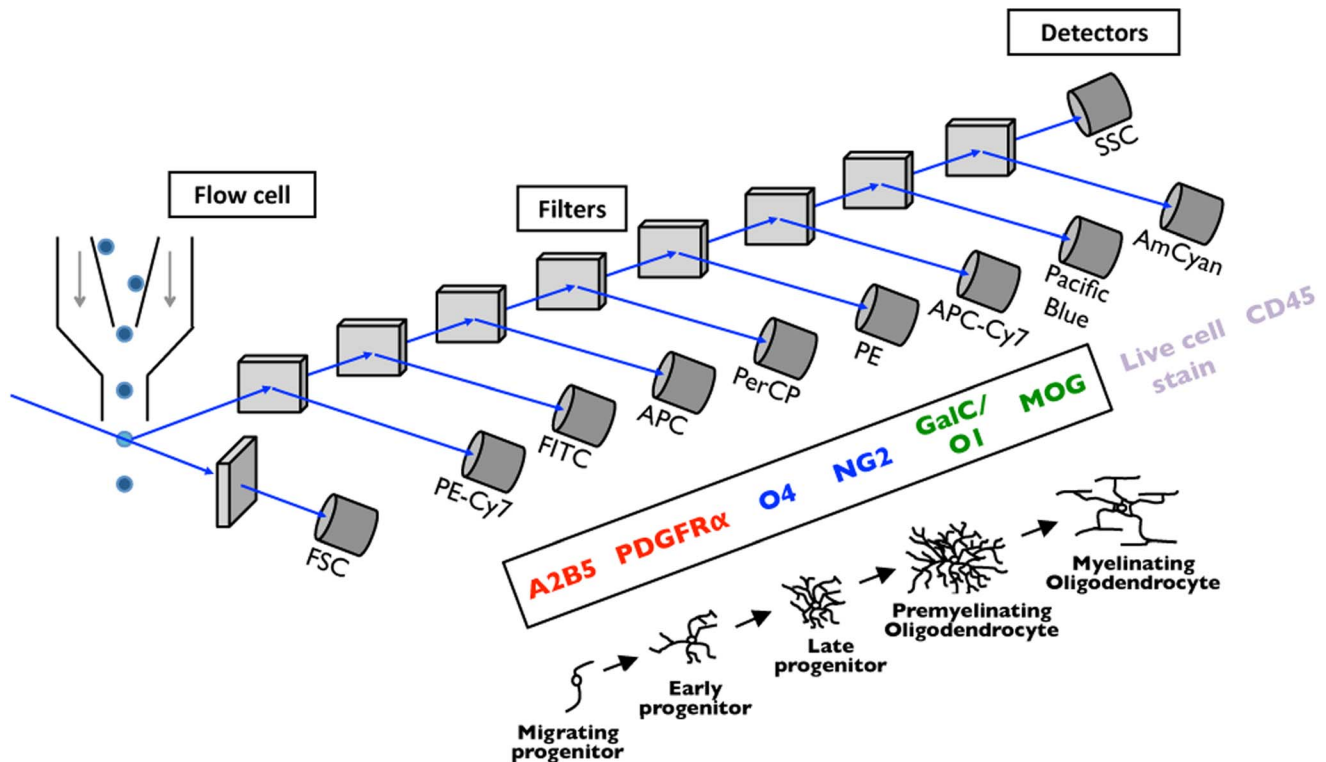 Detectors
Flow cell
Filters
SSC
AmCyan
Pacific
Blue
APC-Cy7
PE
PerCP
APC
FITC
PE-Cy7
FSC
A2B5
PDGFRα
O4
NG2
GalC/
O1
MOG
Live cell
stain
CD45
Migrating
progenitor
Early
progenitor
Late
progenitor
Premyelinating
Oligodendrocyte
Myelinating
Oligodendrocyte